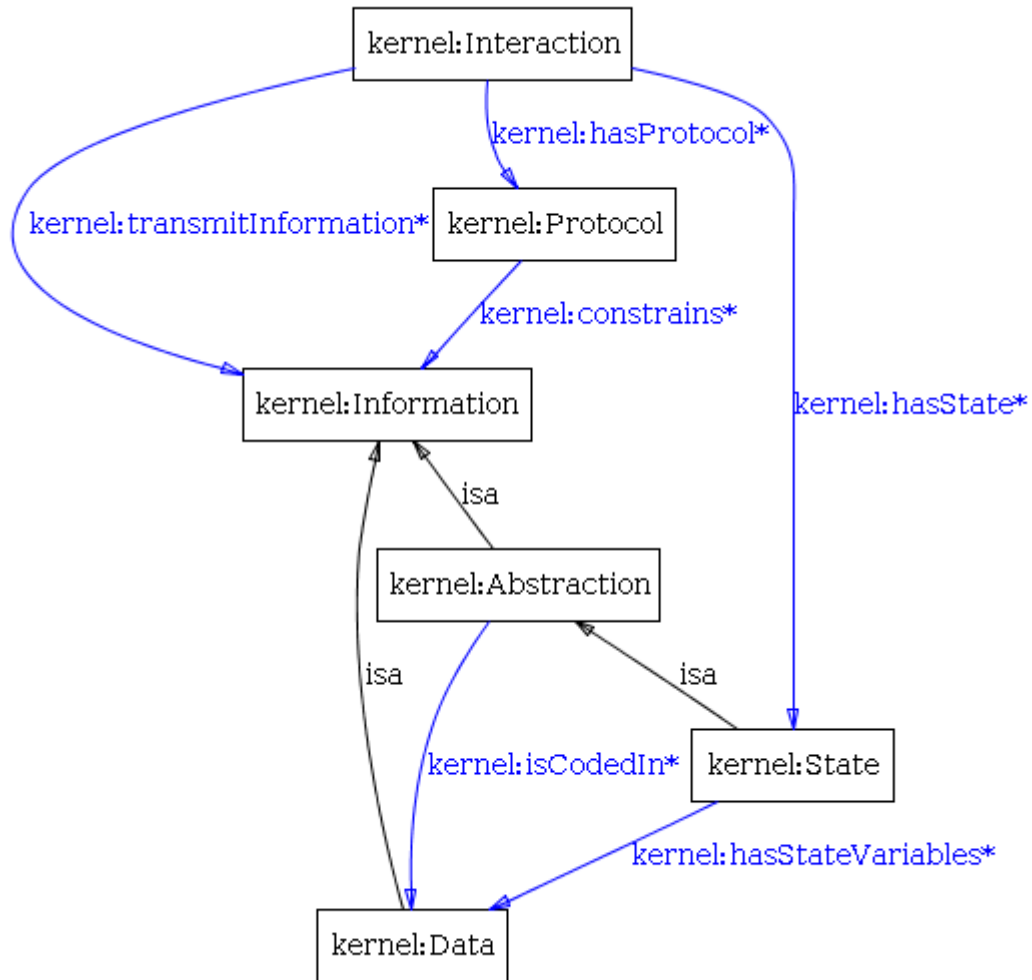 kernel:Interaction
kernel:hasProtocol*
kernel:transmitInformation*
kernel:Protocol
kernel:constrains*
kernel:Information
kernel:hasState*
isa
kernel:Abstraction
isa
isa
kernel:isCodedIn*
kernel:State
kernel:hasStateVariables*
kernel:Data